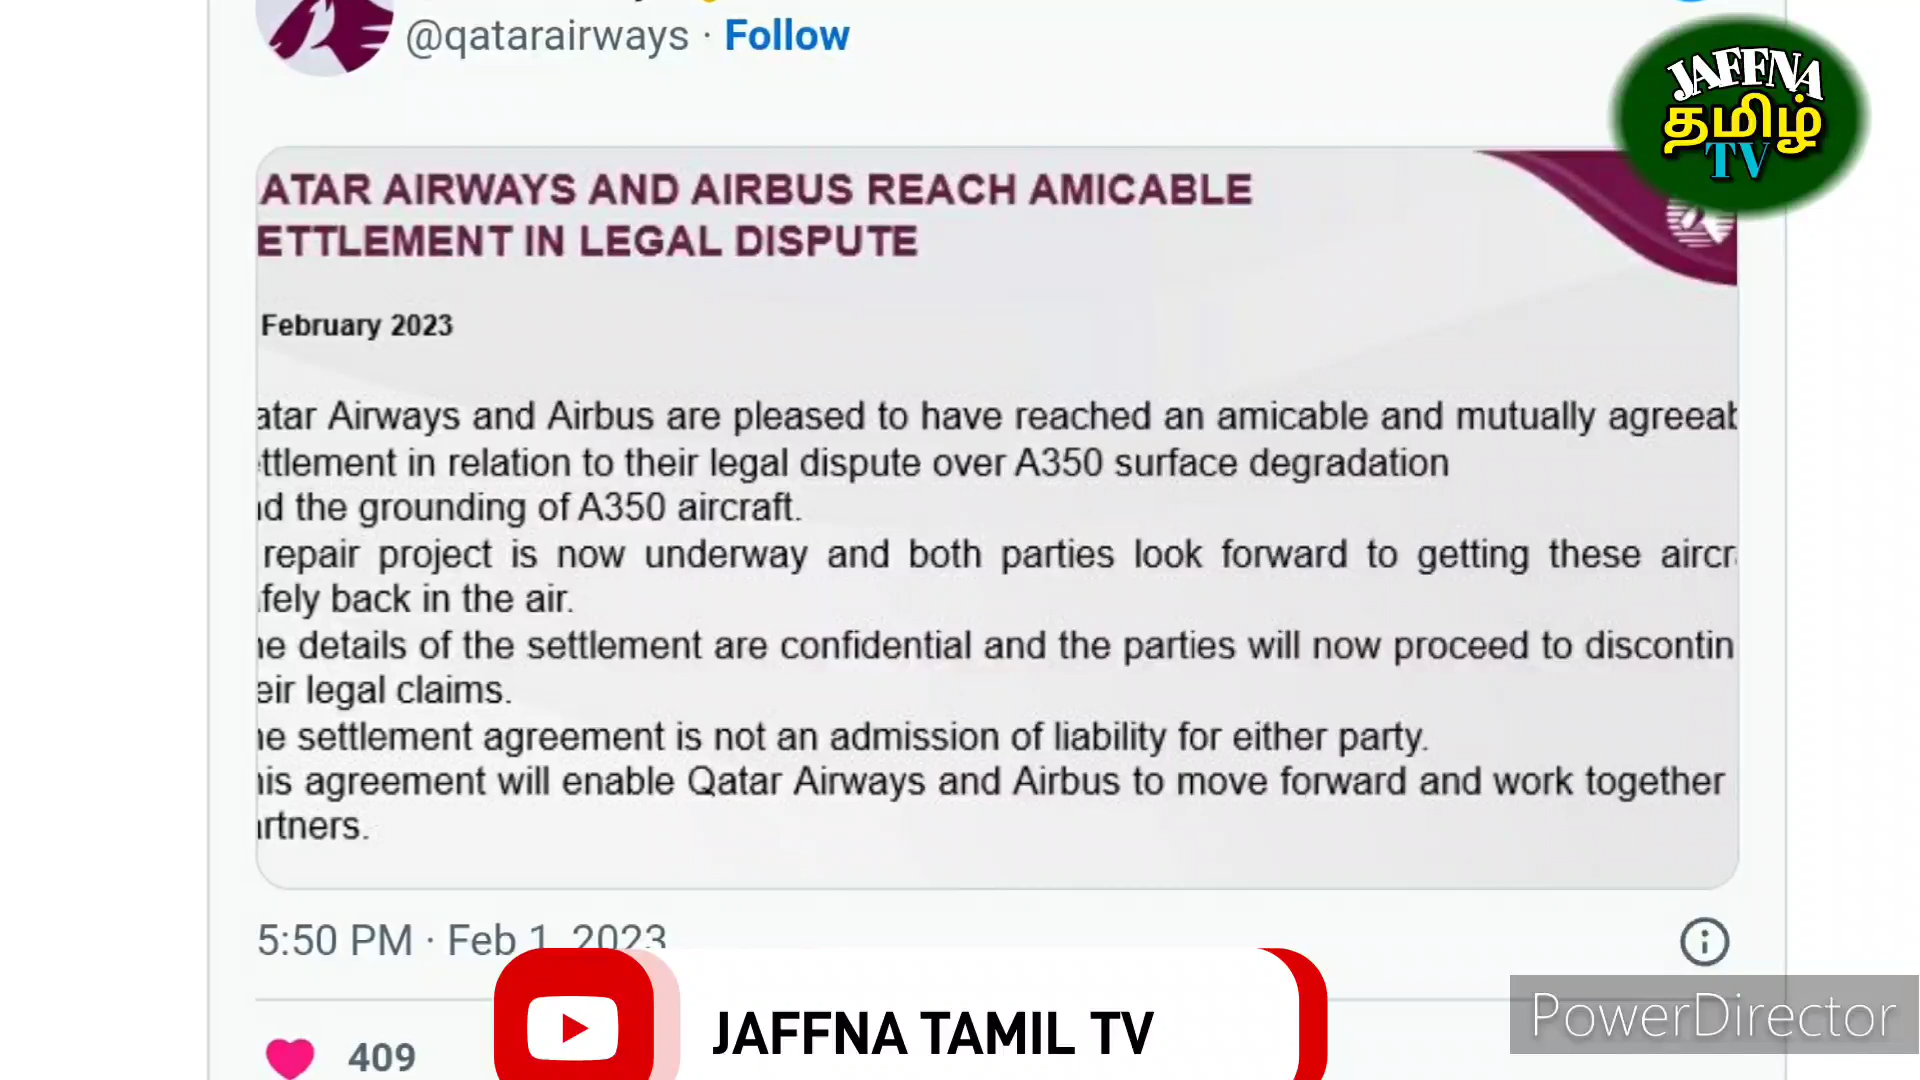 @qatarairways · Follow
JAFFNA
தமிழ்
TV
ATAR AIRWAYS AND AIRBUS REACH AMICABLE
ETTLEMENT IN LEGAL DISPUTE
February 2023
atar Airways and Airbus are pleased to have reached an amicable and mutually agreeab
ttlement in relation to their legal dispute over A350 surface degradation
d the grounding of A350 aircraft.
repair project is now underway and both parties look forward to getting these aircr
fely back in the air.
e details of the settlement are confidential and the parties will now proceed to discontin
eir legal claims.
e settlement agreement is not an admission of liability for either party.
is agreement will enable Qatar Airways and Airbus to move forward and work together
rtners.
5:50 PM · Feb 1, 2023
409
JAFFNA TAMIL TV
PowerDirector